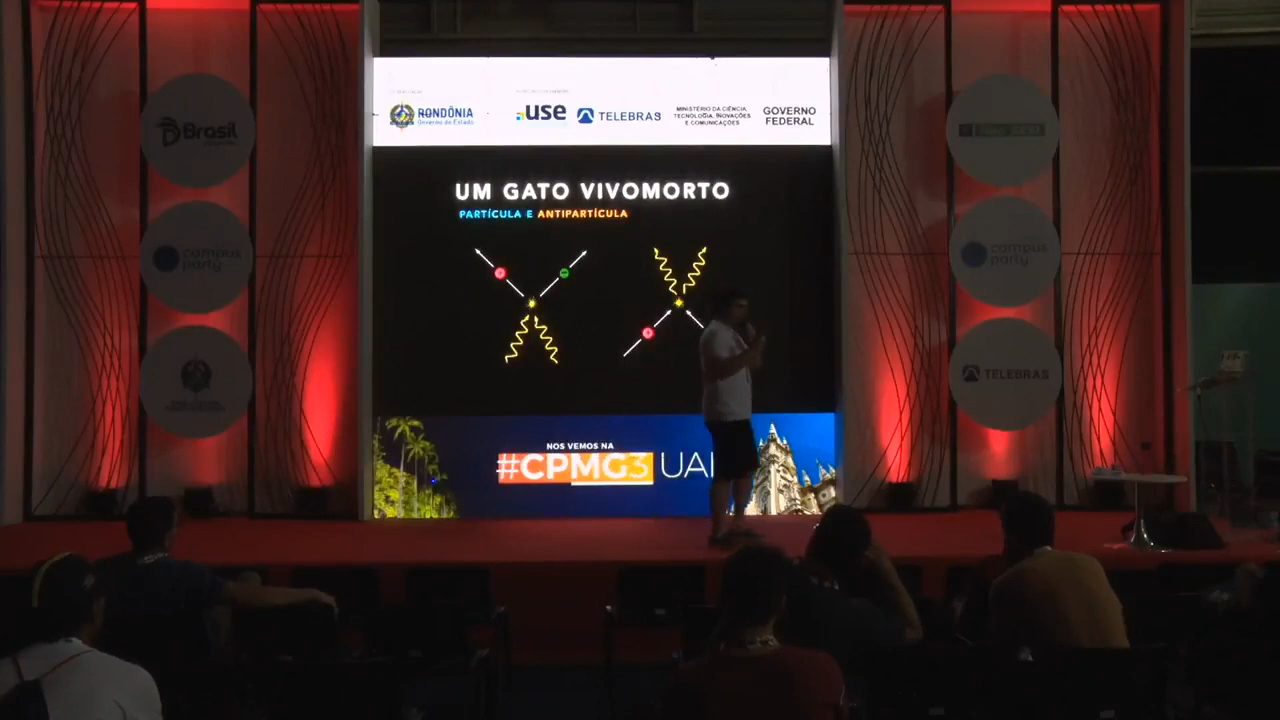 RONDÔNIA
Governo do Estado
use
TELEBRAS
MINISTÉRIO DA CIÊNCIA,
TECNOLOGIA, INOVAÇÕES
E COMUNICAÇÕES
GOVERNO
FEDERAL
UM GATO VIVOMORTO
PARTÍCULA E ANTIPARTÍCULA
NOS VEMOS NA
#CPMG3 UAI
Brasil
campus
party
campus
party
TELEBRAS